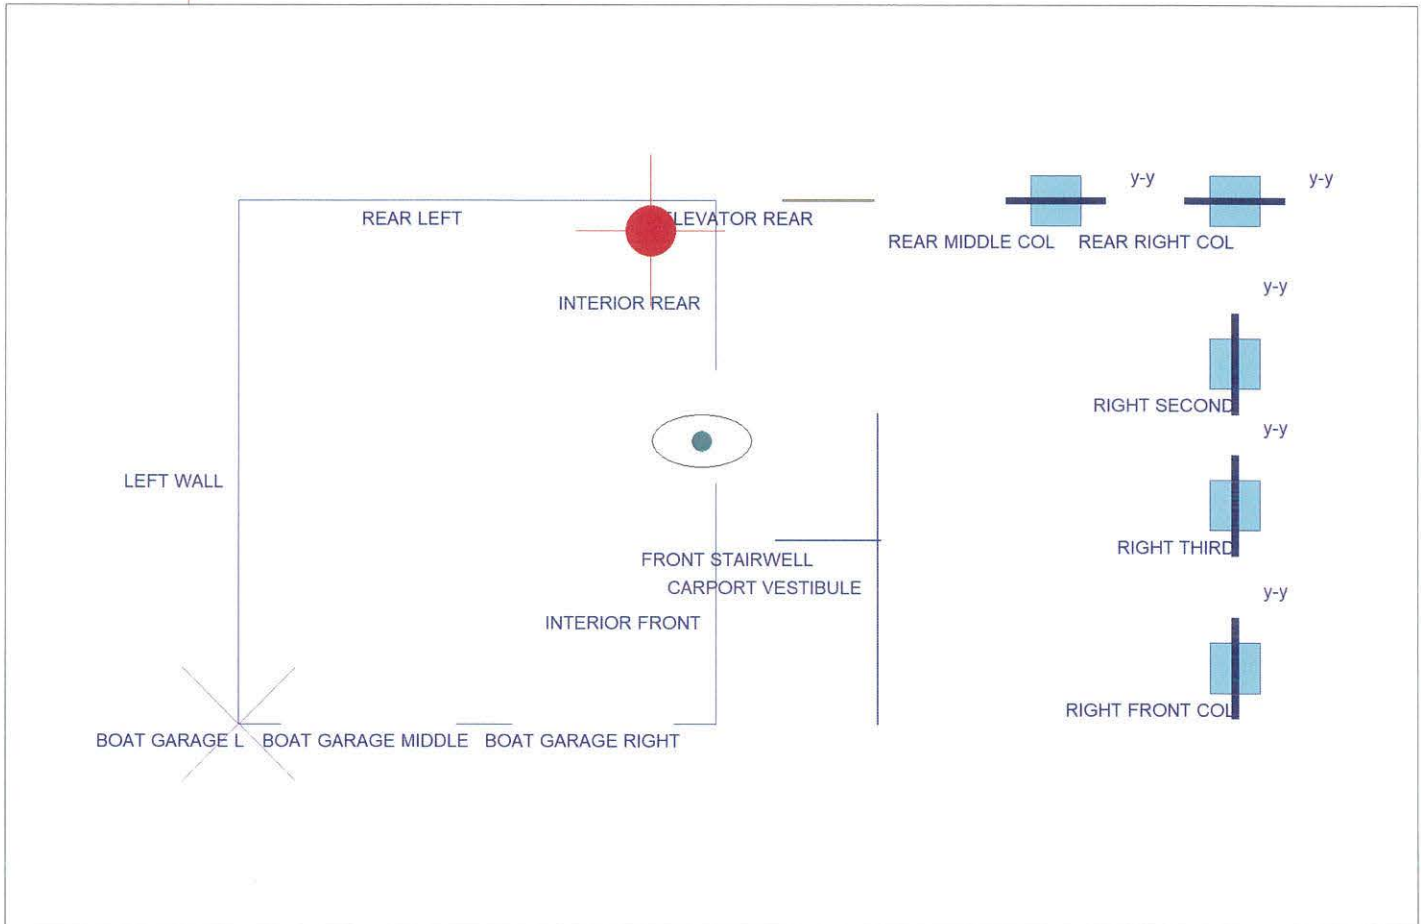 y-y
y-y
REAR LEFT
LEVATOR REAR
REAR MIDDLE COL
REAR RIGHT COL
y-y
INTERIOR REAR
RIGHT SECOND
y-y
LEFT WALL
RIGHT THIRD
FRONT STAIRWELL
CARPORT VESTIBULE
y-y
INTERIOR FRONT
RIGHT FRONT COL
BOAT GARAGE L
BOAT GARAGE MIDDLE
BOAT GARAGE RIGHT